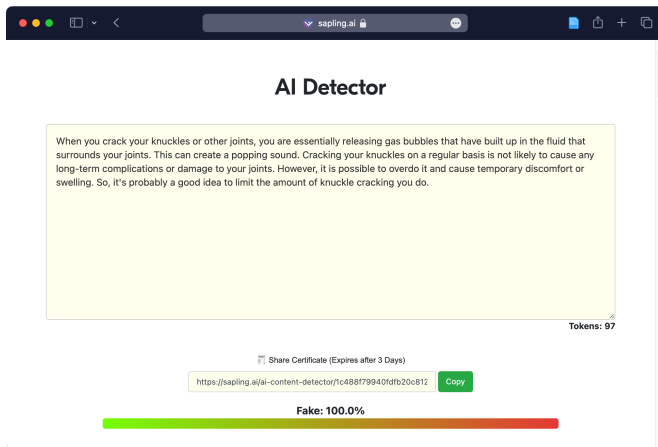 sapling.ai
AI Detector
When you crack your knuckles or other joints, you are essentially releasing gas bubbles that have built up in the fluid that
surrounds your joints. This can create a popping sound. Cracking your knuckles on a regular basis is not likely to cause any
long-term complications or damage to your joints. However, it is possible to overdo it and cause temporary discomfort or
swelling. So, it's probably a good idea to limit the amount of knuckle cracking you do.
Tokens: 97
Share Certificate (Expires after 3 Days)
https://sapling.ai/ai-content-detector/1c488f79940fdfb20c812
Copy
Fake: 100.0%